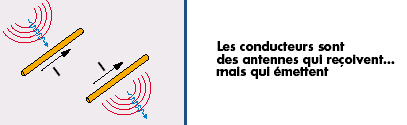 Les conducteurs sont
des antennes qui reçoivent...
mais qui émettent
I
I